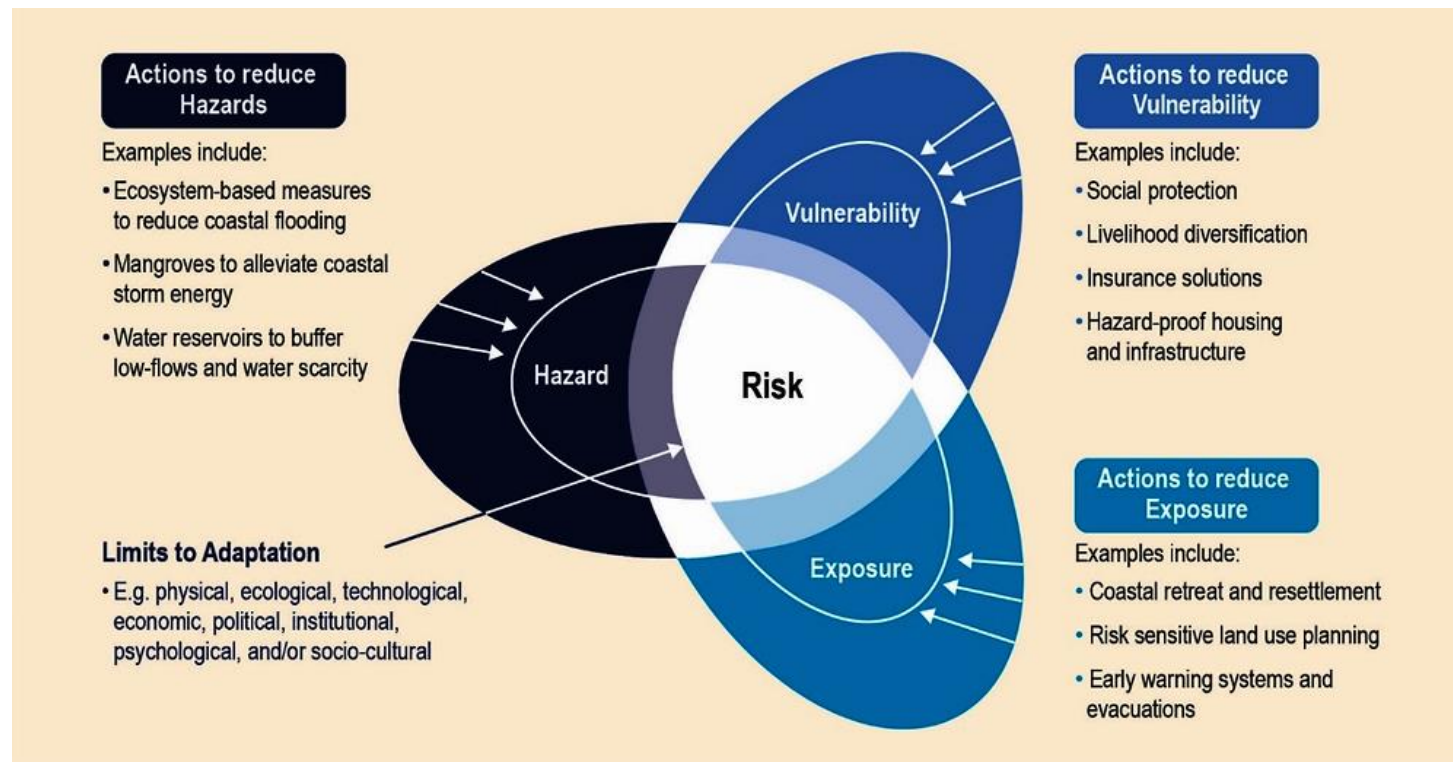 Actions to reduce
Hazards
Examples include:
• Ecosystem-based measures
to reduce coastal flooding
• Mangroves to alleviate coastal
storm energy
• Water reservoirs to buffer
low-flows and water scarcity
Limits to Adaptation
• E.g. physical, ecological, technological,
economic, political, institutional,
psychological, and/or socio-cultural
Vulnerability
Hazard
Risk
Exposure
Actions to reduce
Vulnerability
Examples include:
• Social protection
• Livelihood diversification
• Insurance solutions
• Hazard-proof housing
and infrastructure
Actions to reduce
Exposure
Examples include:
• Coastal retreat and resettlement
• Risk sensitive land use planning
• Early warning systems and
evacuations